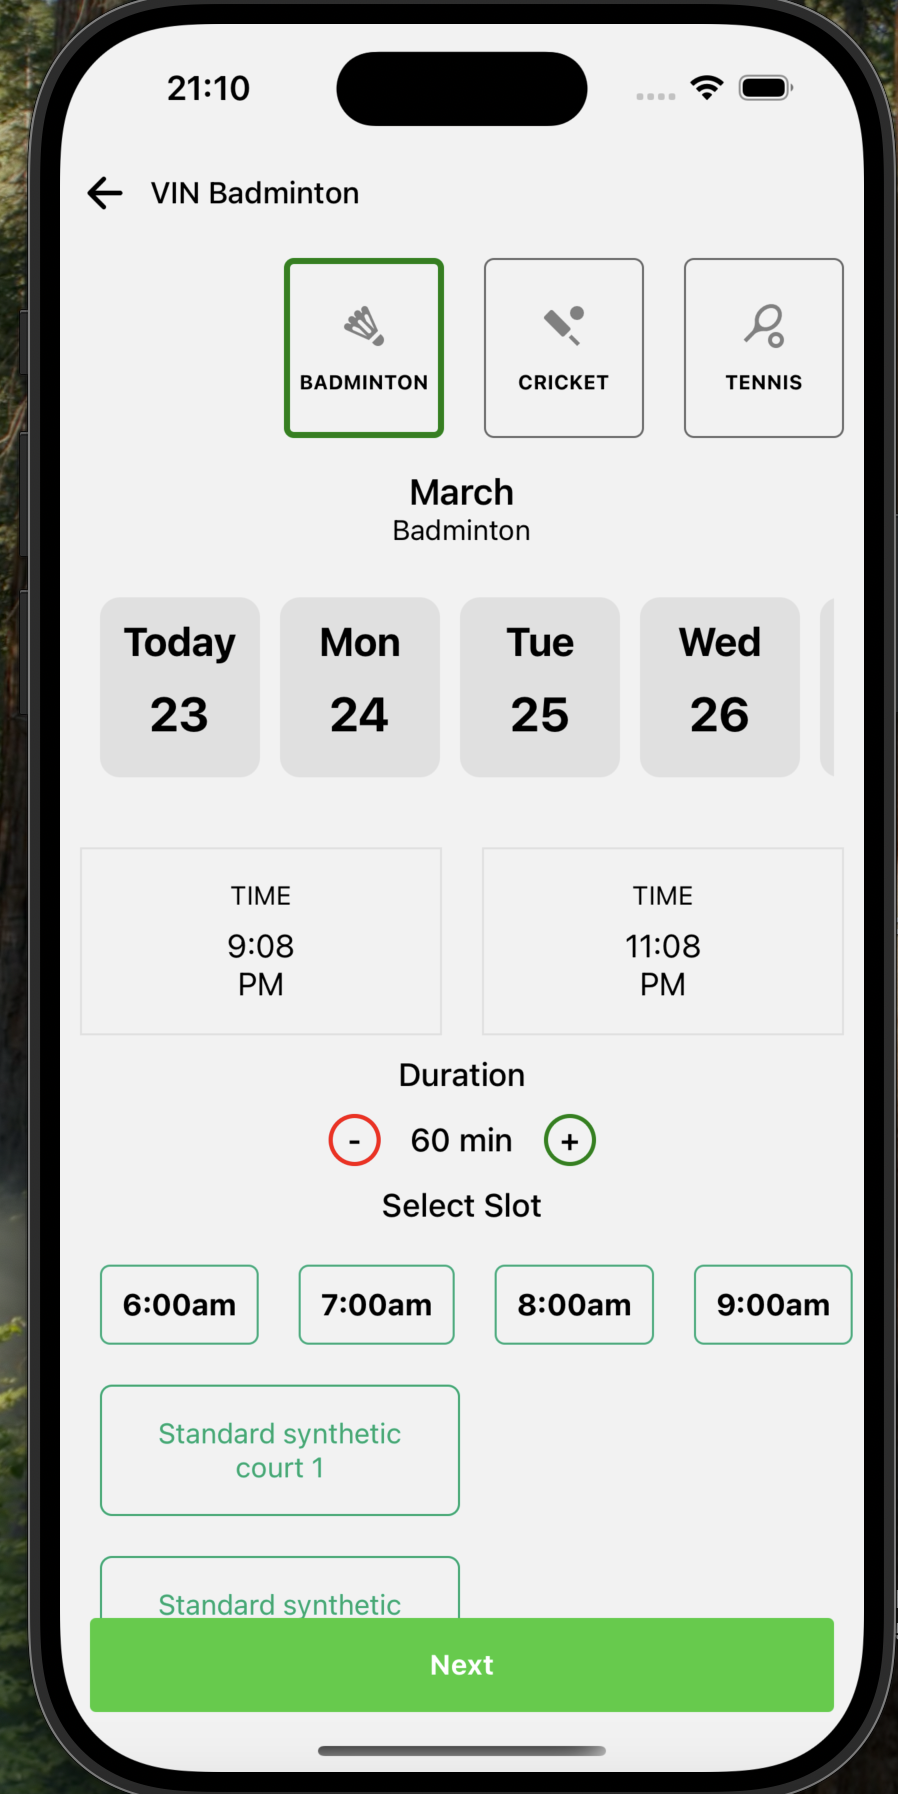 21:10
VIN Badminton
BADMINTON
CRICKET
TENNIS
March
Badminton
Today
23
Mon
24
Tue
25
Wed
26
TIME
9:08
PM
TIME
11:08
PM
Duration
-
60 min
+
Select Slot
6:00am
7:00am
8:00am
9:00am
Standard synthetic
court 1
Standard synthetic
Next